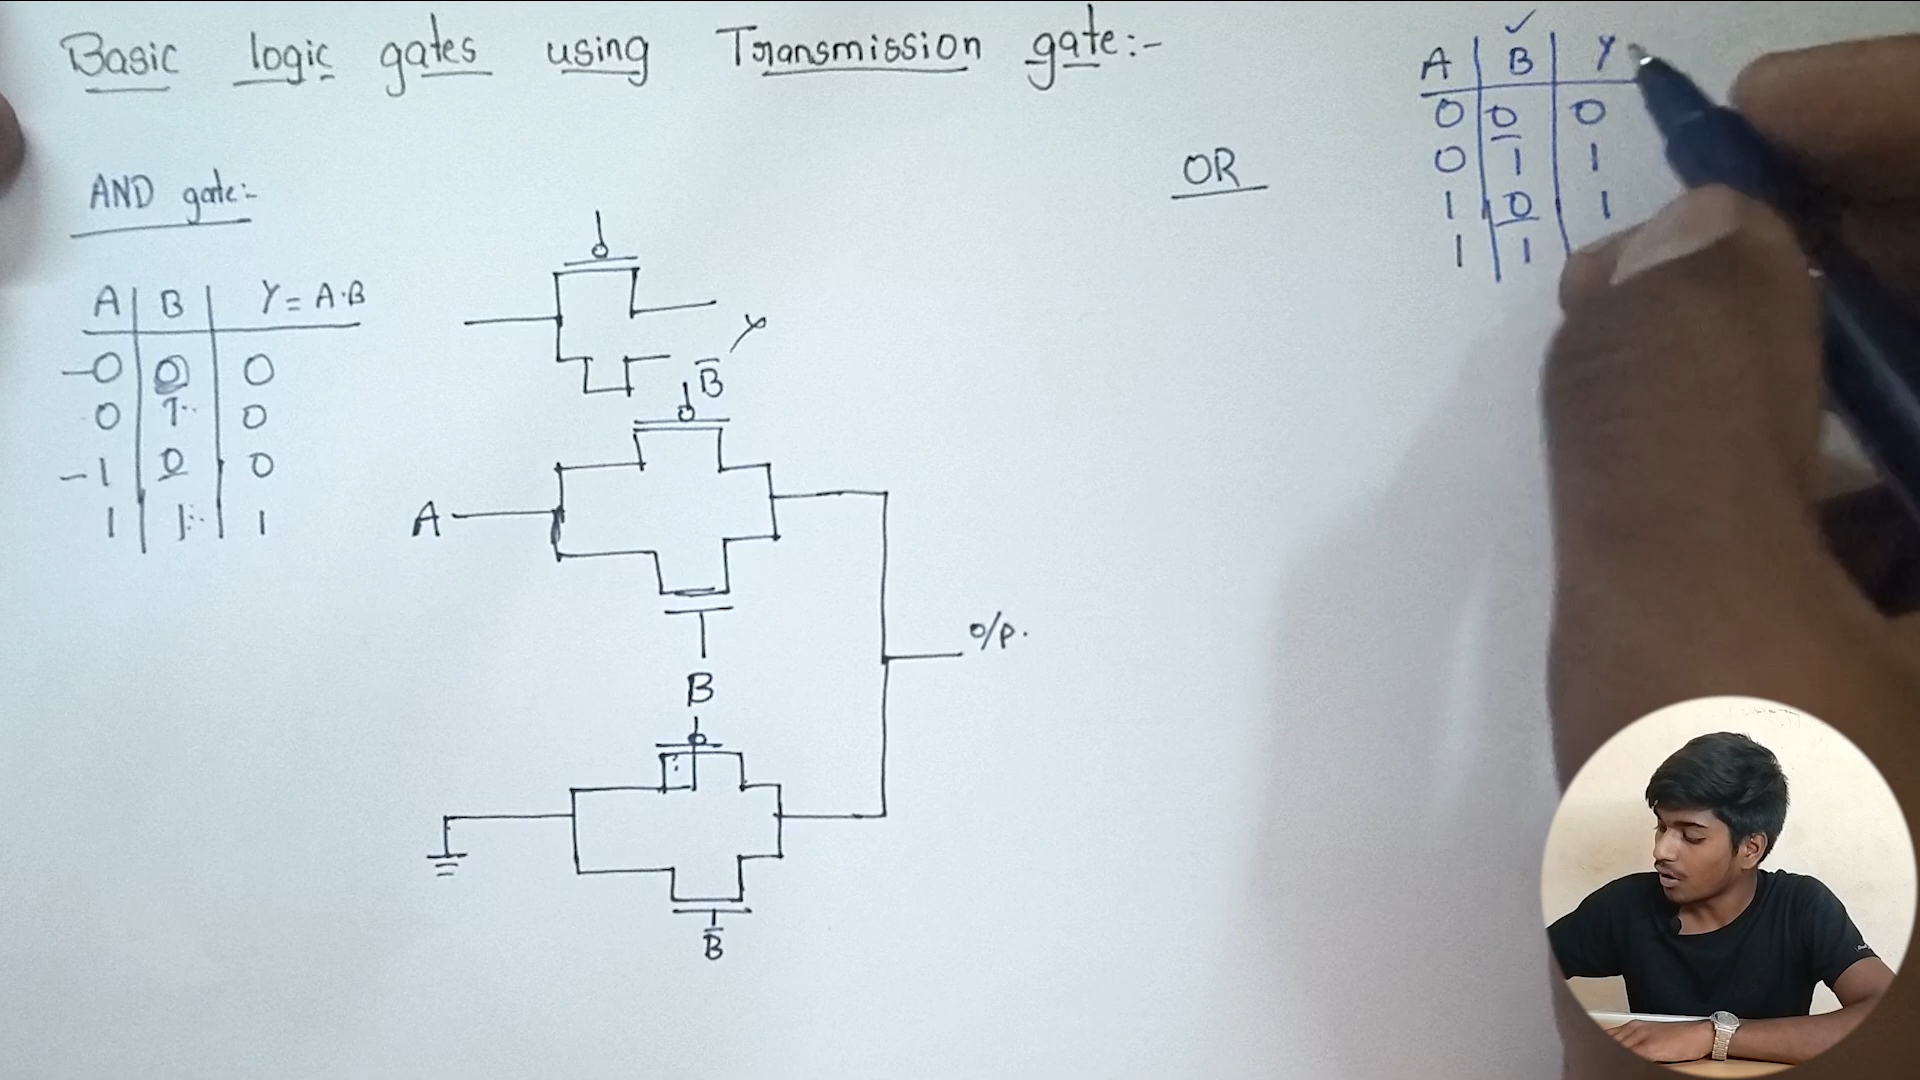 Basic logic gates using Transmission gate:-
AND gate:-
A B Y = A·B
0 0 0
0 1 0
1 0 0
1 1 1
B̅
A
B
o/p.
B̅
OR
A B Y
0 0 0
0 1 1
1 0 1
1 1